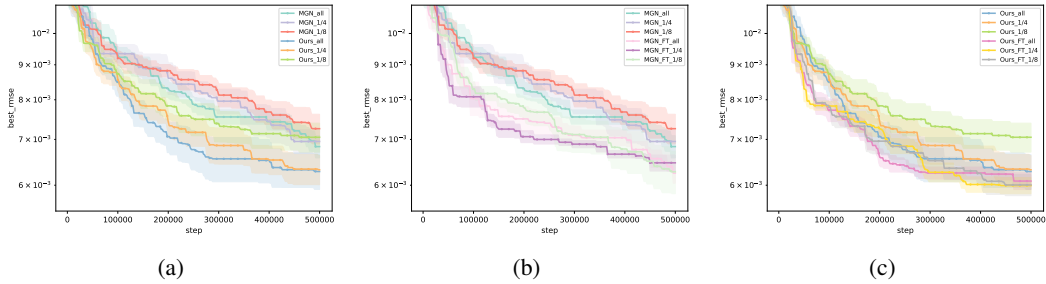 MGN_all
MGN_1/4
MGN_1/8
Ours_all
Ours_1/4
Ours_1/8
10⁻²
9 × 10⁻³
8 × 10⁻³
7 × 10⁻³
6 × 10⁻³
best_rmse
0 100000 200000 300000 400000 500000
step
(a)
MGN_all
MGN_1/4
MGN_1/8
MGN_FT_all
MGN_FT_1/4
MGN_FT_1/8
10⁻²
9 × 10⁻³
8 × 10⁻³
7 × 10⁻³
6 × 10⁻³
best_rmse
0 100000 200000 300000 400000 500000
step
(b)
Ours_all
Ours_1/4
Ours_1/8
Ours_FT_all
Ours_FT_1/4
Ours_FT_1/8
10⁻²
9 × 10⁻³
8 × 10⁻³
7 × 10⁻³
6 × 10⁻³
best_rmse
0 100000 200000 300000 400000 500000
step
(c)